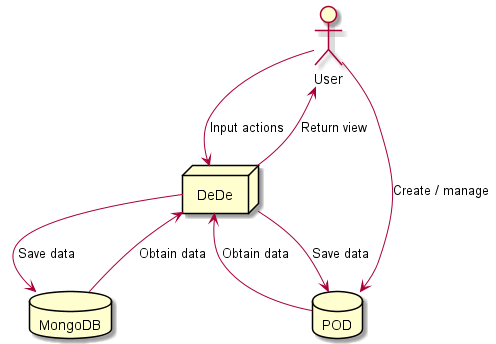 User
Input actions
Return view
Create / manage
DeDe
Save data
Obtain data
Obtain data
Save data
MongoDB
POD